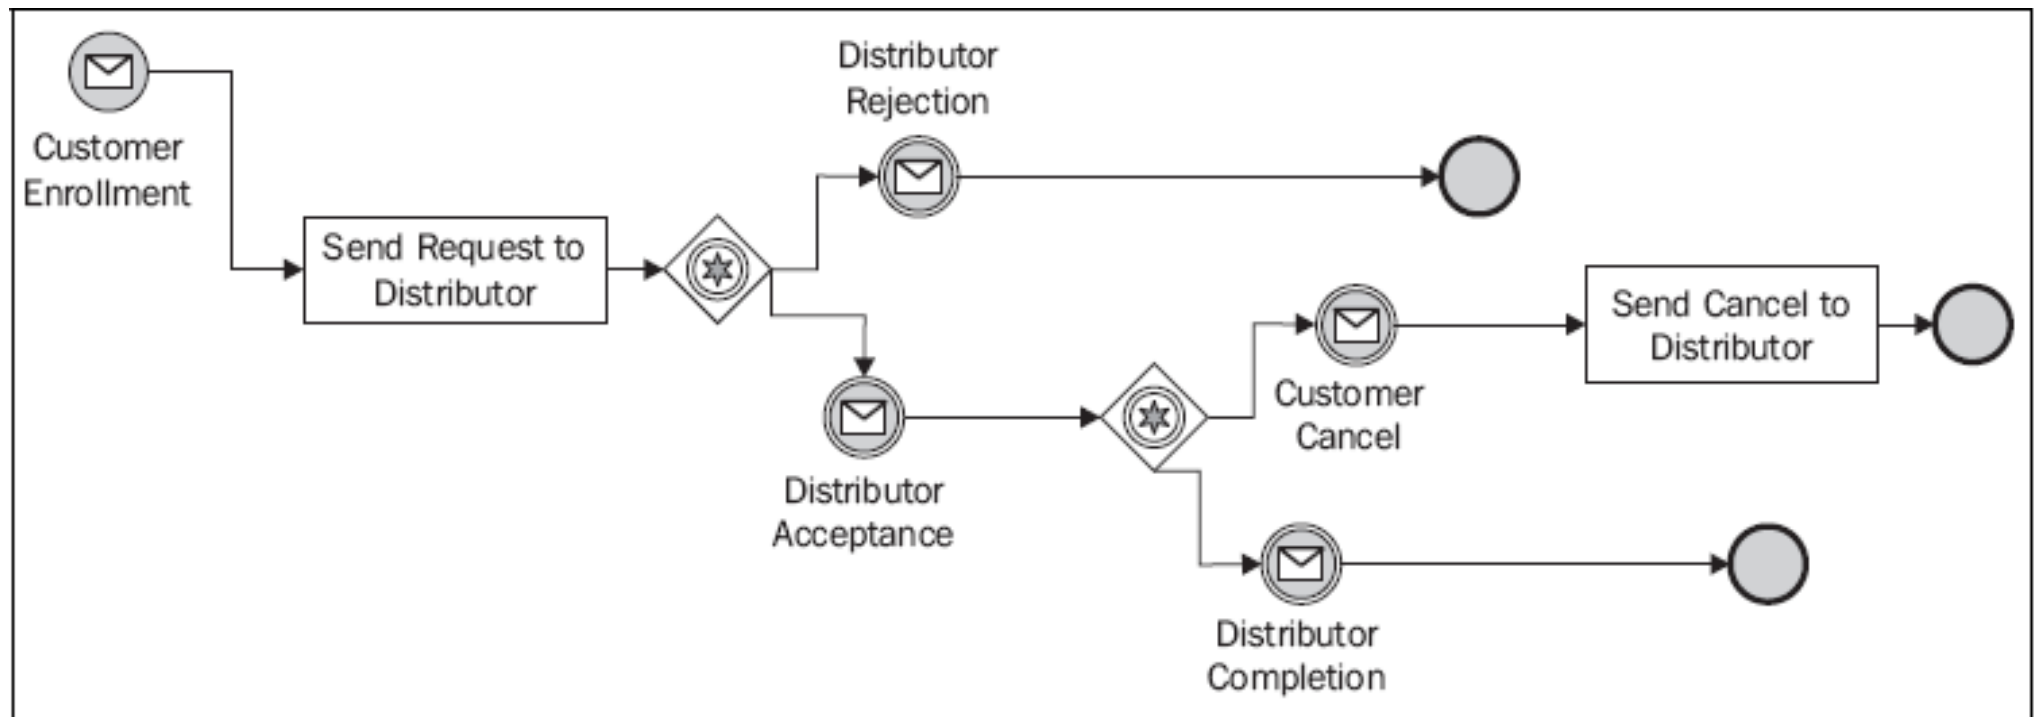 Customer
Enrollment
Send Request to
Distributor
Distributor
Rejection
Distributor
Acceptance
Customer
Cancel
Send Cancel to
Distributor
Distributor
Completion